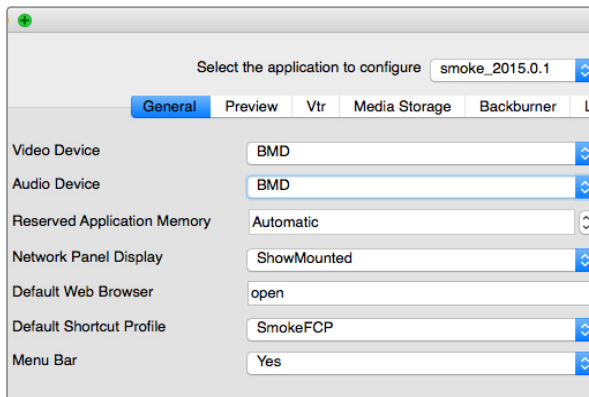 Select the application to configure smoke_2015.0.1
General Preview Vtr Media Storage Backburner
Video Device BMD
Audio Device BMD
Reserved Application Memory Automatic
Network Panel Display ShowMounted
Default Web Browser open
Default Shortcut Profile SmokeFCP
Menu Bar Yes